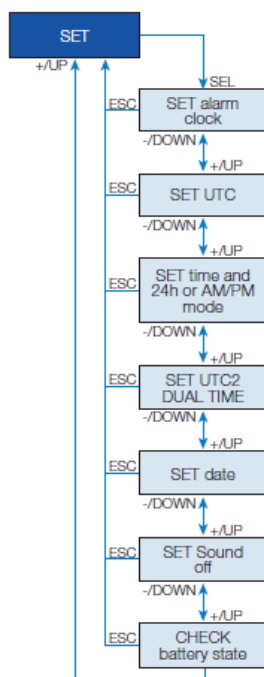 SET
+/UP
SEL
ESC
SET alarm
clock
-/DOWN
+/UP
ESC
SET UTC
-/DOWN
+/UP
ESC
SET time and
24h or AM/PM
mode
-/DOWN
+/UP
ESC
SET UTC2
DUAL TIME
-/DOWN
+/UP
ESC
SET date
-/DOWN
+/UP
ESC
SET Sound
off
-/DOWN
+/UP
ESC
CHECK
battery state